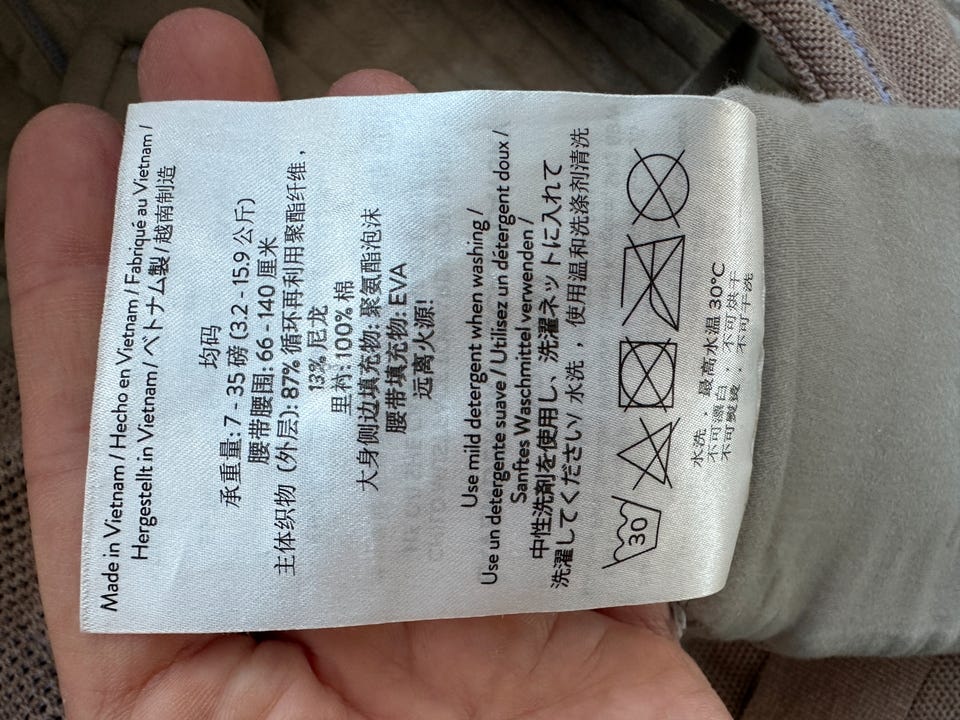 Made in Vietnam / Hecho en Vietnam / Fabriqué au Vietnam /
Hergestellt in Vietnam / ベトナム製 / 越南制造
均码
承重量: 7 - 35 磅 (3.2 - 15.9 公斤)
腰带腰围: 66 - 140 厘米
主体织物 (外层): 87% 循环再利用聚酯纤维，
13% 尼龙
里衬: 100% 棉
大身侧边填充物: 聚氨酯泡沫
腰带填充物: EVA
远离火源!
Use mild detergent when washing /
Use un detergente suave / Utilisez un détergent doux /
Sanftes Waschmittel verwenden /
中性洗剤を使用し、洗濯ネットに入れて
洗濯してください/ 水洗，使用温和洗涤剂清洗
30
水洗，最高水温 30°C
不可漂白，不可烘干
不可熨烫，不可干洗